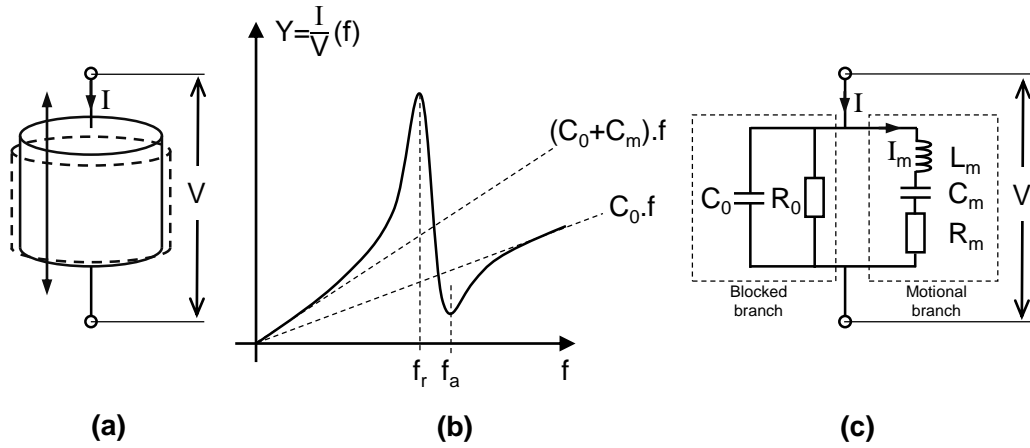 I
V
(a)
Y=I/V(f)
(C₀+Cₘ).f
C₀.f
fᵣ
fₐ
f
(b)
I
Iₘ
Lₘ
C₀
R₀
Cₘ
Rₘ
V
Blocked
branch
Motional
branch
(c)